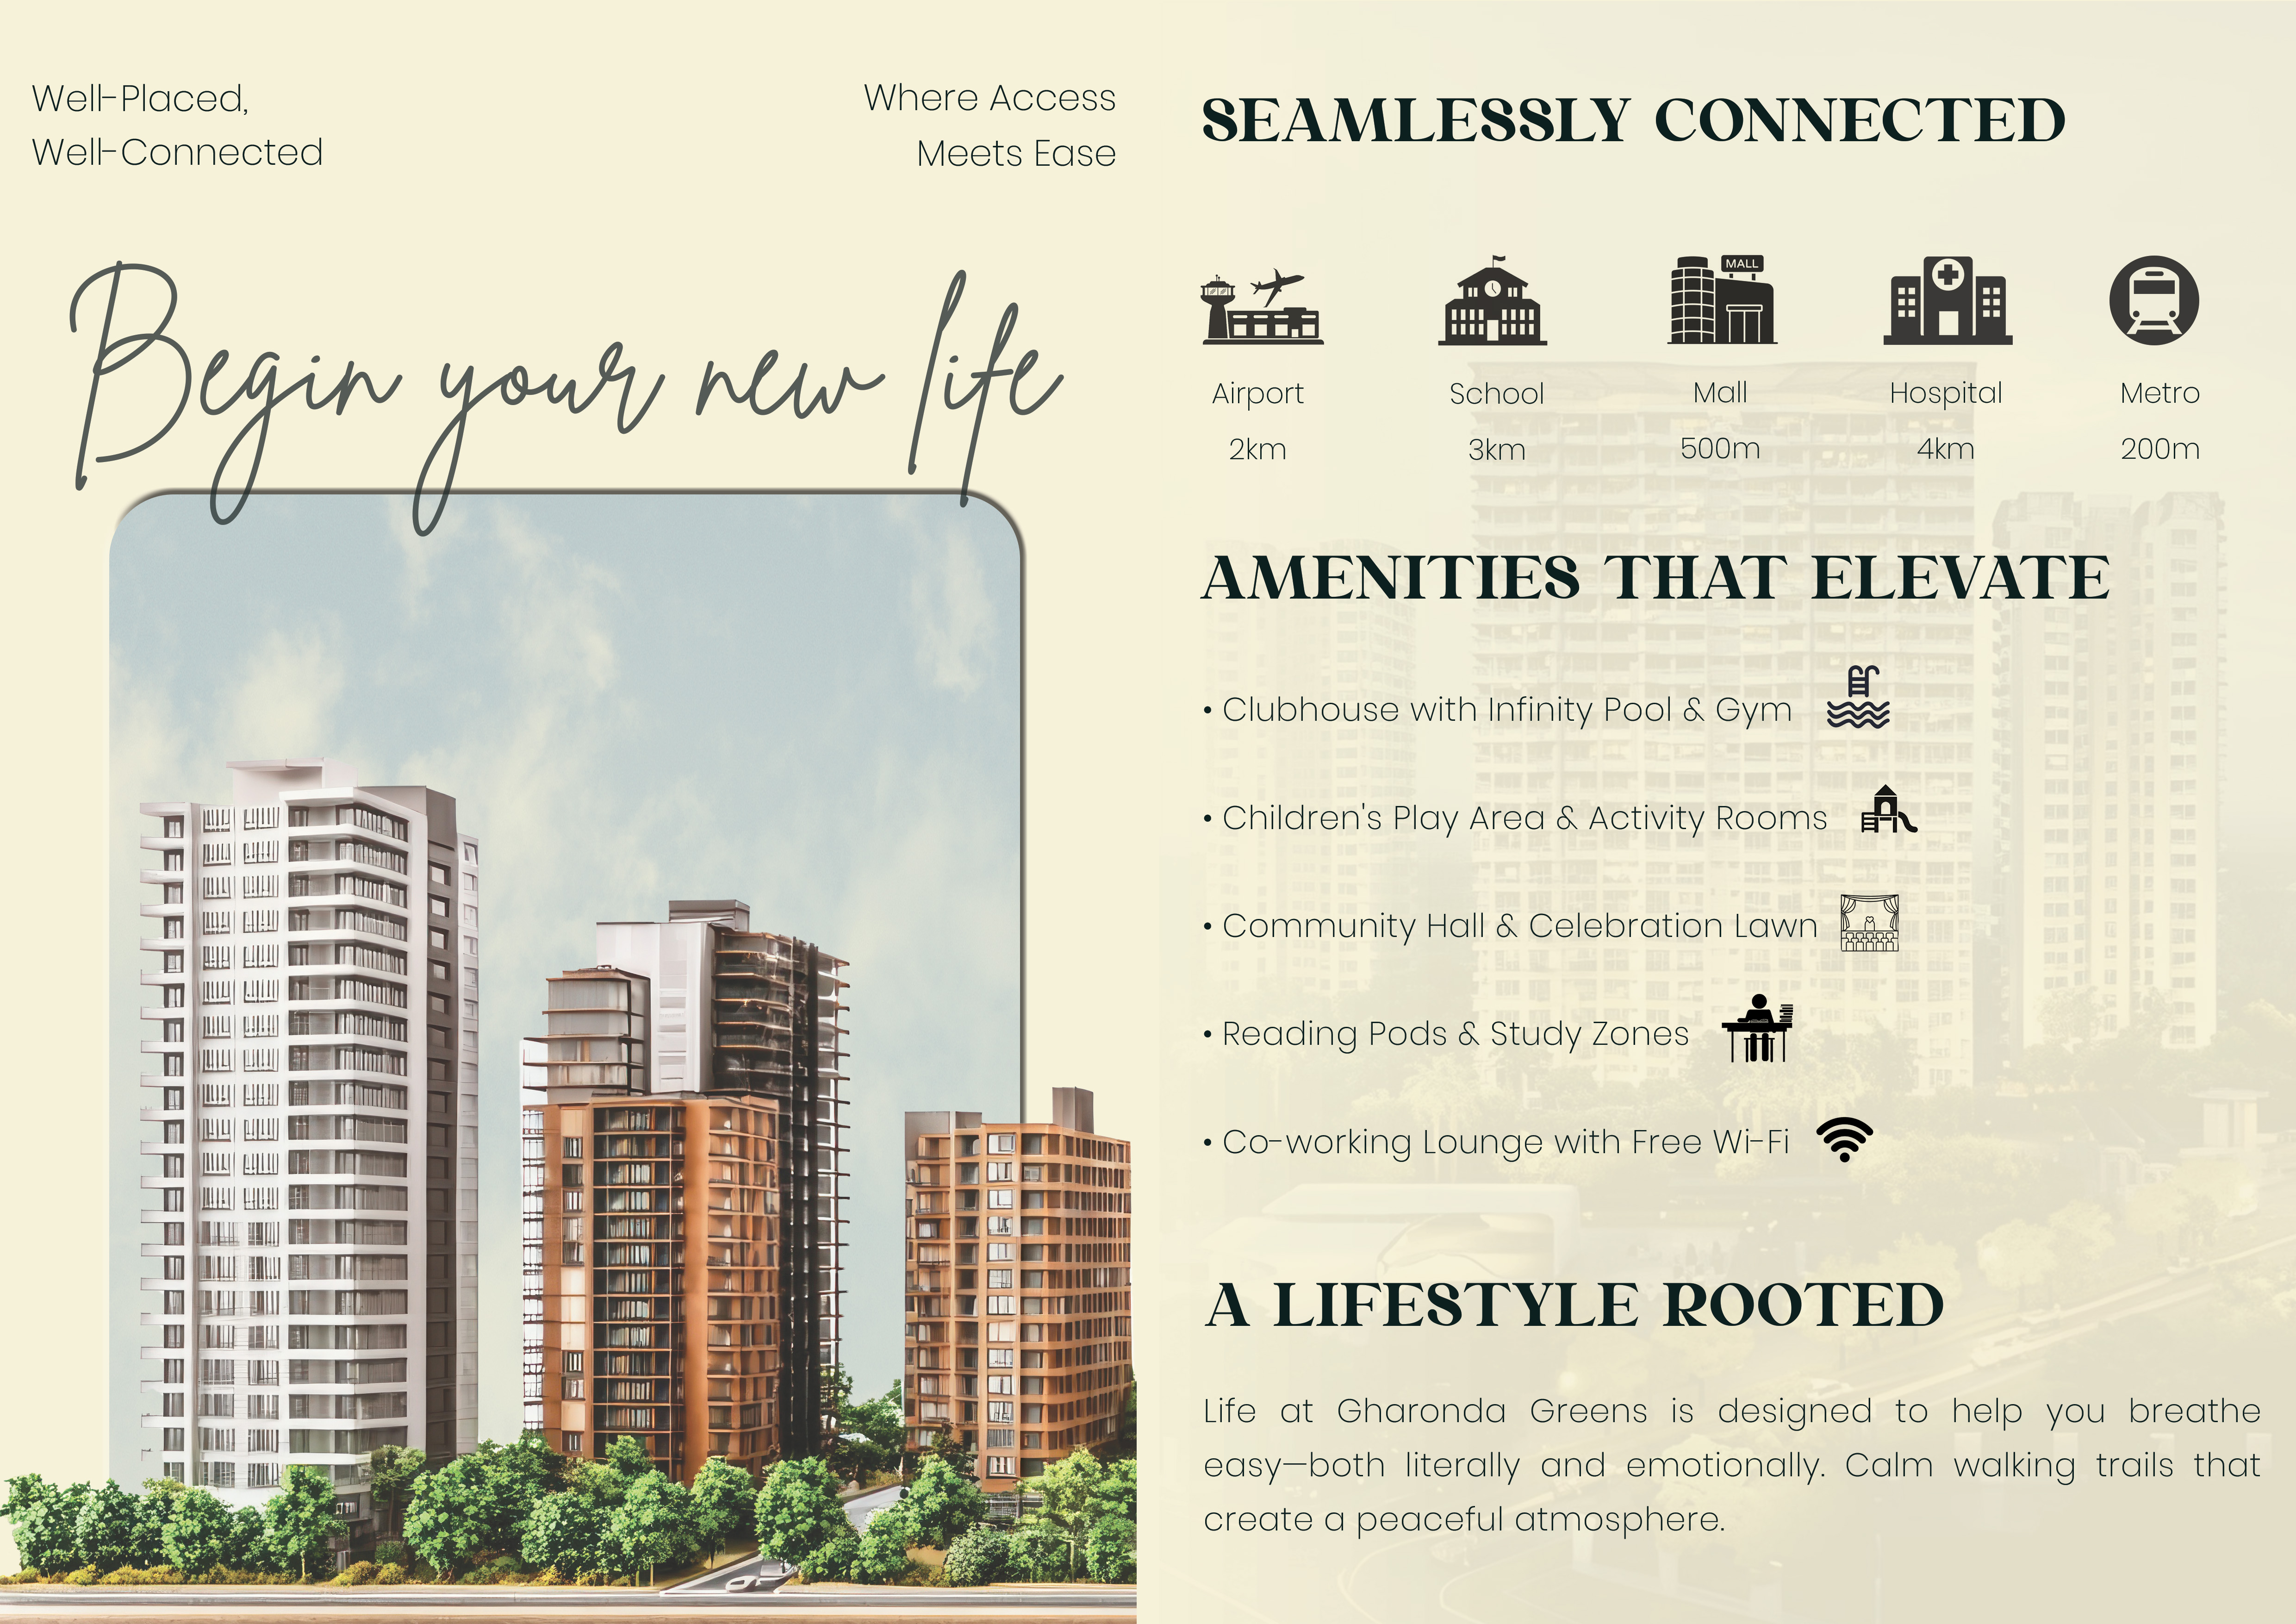 Well-Placed,
Well-Connected
Where Access
Meets Ease
Begin your new life
SEAMLESSLY CONNECTED
MALL
Airport
2km
School
3km
Mall
500m
Hospital
4km
Metro
200m
AMENITIES THAT ELEVATE
• Clubhouse with Infinity Pool & Gym
• Children's Play Area & Activity Rooms
• Community Hall & Celebration Lawn
• Reading Pods & Study Zones
• Co-working Lounge with Free Wi-Fi
A LIFESTYLE ROOTED
Life at Gharonda Greens is designed to help you breathe
easy—both literally and emotionally. Calm walking trails that
create a peaceful atmosphere.